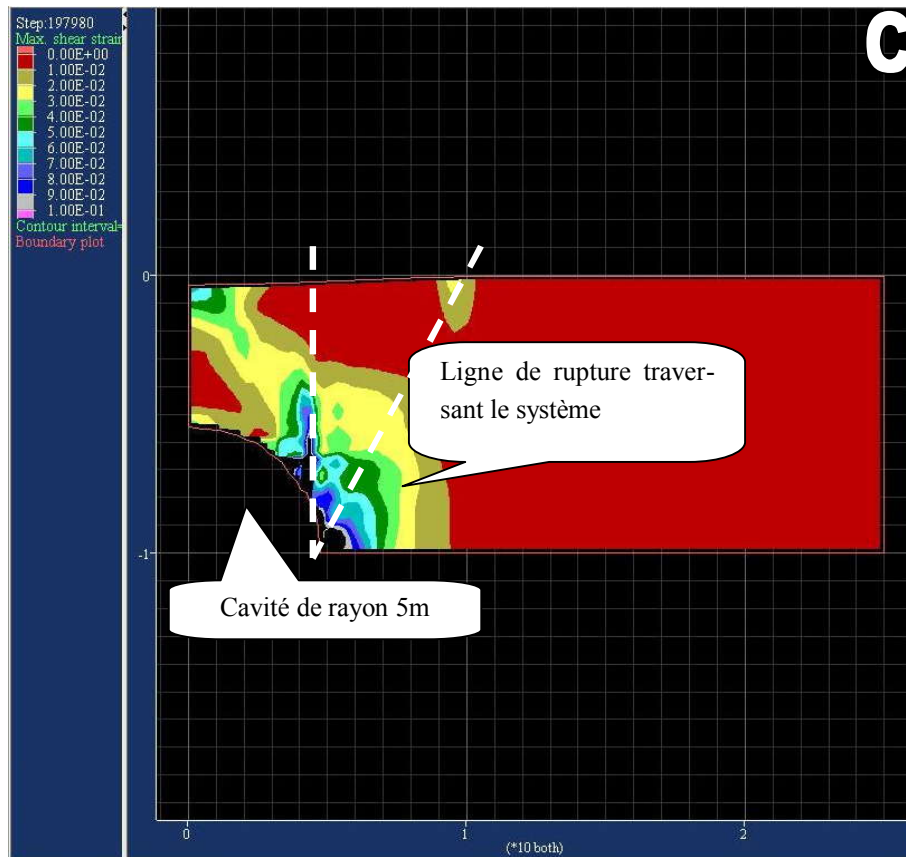 Step:197980
Max. shear strain
0.00E+00
1.00E-02
2.00E-02
3.00E-02
4.00E-02
5.00E-02
6.00E-02
7.00E-02
8.00E-02
9.00E-02
1.00E-01
Contour interval=
Boundary plot
C
0
-1
Ligne de rupture traver-
sant le système
Cavité de rayon 5m
0
1
2
(*10 both)